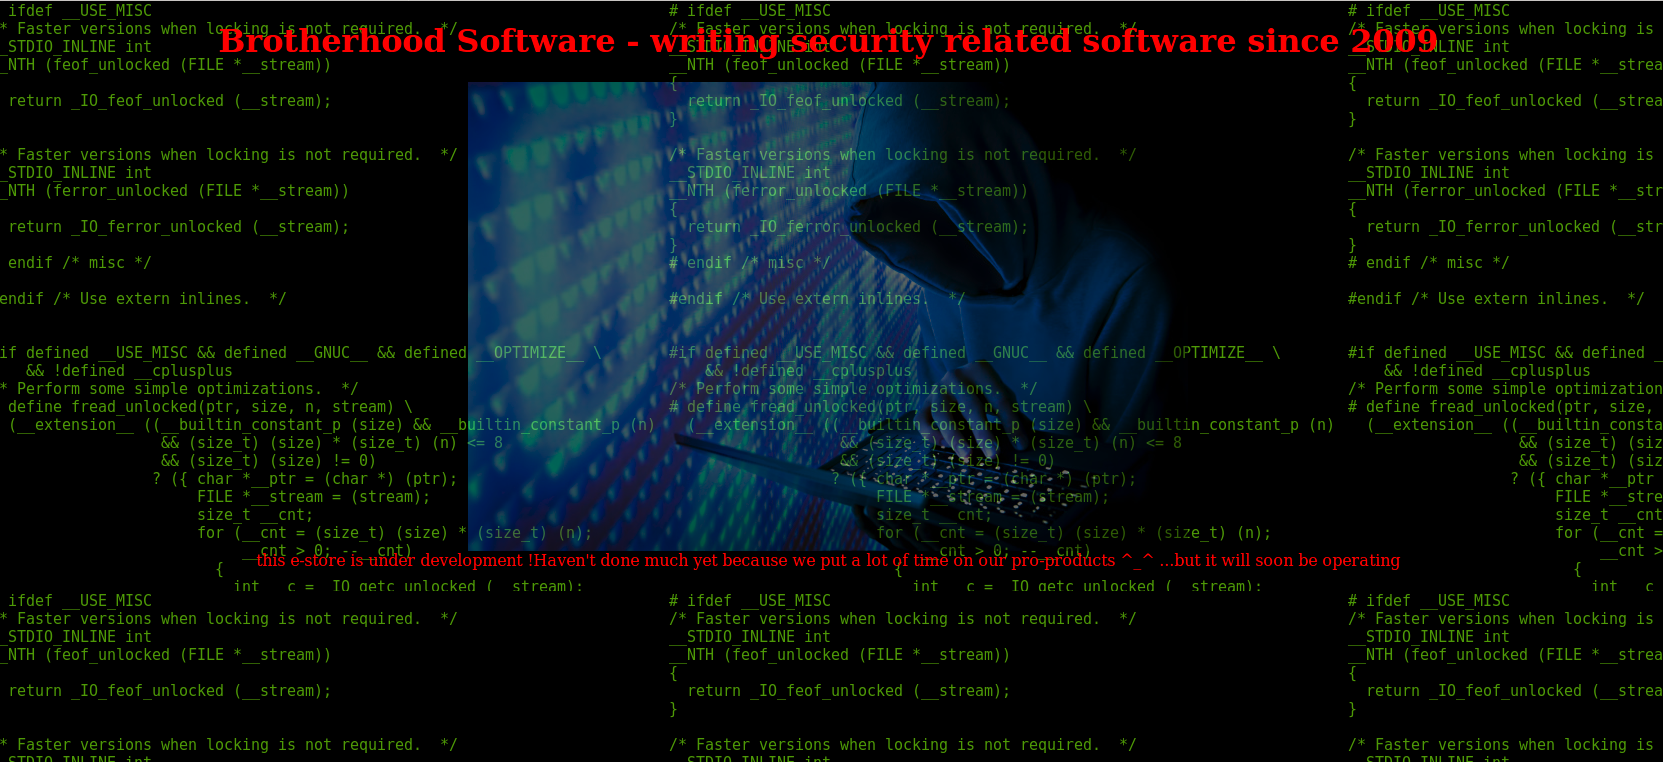 Brotherhood Software - writing security related software since 2009
this e-store is under development !Haven't done much yet because we put a lot of time on our pro-products ^_^ ...but it will soon be operating
ifdef __USE_MISC
* Faster versions when locking is not required.  */
_STDIO_INLINE int
_NTH (feof_unlocked (FILE *__stream))
return _IO_feof_unlocked (__stream);
* Faster versions when locking is not required.  */
_STDIO_INLINE int
_NTH (ferror_unlocked (FILE *__stream))
return _IO_ferror_unlocked (__stream);
endif /* misc */
endif /* Use extern inlines.  */
if defined __USE_MISC && defined __GNUC__ && defined __OPTIMIZE__ \
&& !defined __cplusplus
* Perform some simple optimizations.  */
define fread_unlocked(ptr, size, n, stream) \
(__extension__ ((__builtin_constant_p (size) && __builtin_constant_p (n)
&& (size_t) (size) * (size_t) (n) <= 8
&& (size_t) (size) != 0)
? ({ char *__ptr = (char *) (ptr);
FILE *__stream = (stream);
size_t __cnt;
for (__cnt = (size_t) (size) * (size_t) (n);
__cnt > 0; --__cnt)
{
int __c = _IO_getc_unlocked (__stream);
ifdef __USE_MISC
* Faster versions when locking is not required.  */
_STDIO_INLINE int
_NTH (feof_unlocked (FILE *__stream))
return _IO_feof_unlocked (__stream);
* Faster versions when locking is not required.  */
_STDIO_INLINE int
# ifdef __USE_MISC
/* Faster versions when locking is not required.  */
__STDIO_INLINE int
__NTH (feof_unlocked (FILE *__stream))
{
return _IO_feof_unlocked (__stream);
}
/* Faster versions when locking is not required.  */
__STDIO_INLINE int
__NTH (ferror_unlocked (FILE *__stream))
{
return _IO_ferror_unlocked (__stream);
}
# endif /* misc */
#endif /* Use extern inlines.  */
#if defined __USE_MISC && defined __GNUC__ && defined __OPTIMIZE__ \
&& !defined __cplusplus
/* Perform some simple optimizations.  */
# define fread_unlocked(ptr, size, n, stream) \
(__extension__ ((__builtin_constant_p (size) && __builtin_constant_p (n)
&& (size_t) (size) * (size_t) (n) <= 8
&& (size_t) (size) != 0)
? ({ char *__ptr = (char *) (ptr);
FILE *__stream = (stream);
size_t __cnt;
for (__cnt = (size_t) (size) * (size_t) (n);
__cnt > 0; --__cnt)
{
int __c = _IO_getc_unlocked (__stream);
# ifdef __USE_MISC
/* Faster versions when locking is not required.  */
__STDIO_INLINE int
__NTH (feof_unlocked (FILE *__stream))
{
return _IO_feof_unlocked (__stream);
}
/* Faster versions when locking is not required.  */
__STDIO_INLINE int
# ifdef __USE_MISC
/* Faster versions when locking is
__STDIO_INLINE int
__NTH (feof_unlocked (FILE *__strea
{
return _IO_feof_unlocked (__strea
}
/* Faster versions when locking is
__STDIO_INLINE int
__NTH (ferror_unlocked (FILE *__str
{
return _IO_ferror_unlocked (__str
}
# endif /* misc */
#endif /* Use extern inlines.  */
#if defined __USE_MISC && defined _
&& !defined __cplusplus
/* Perform some simple optimization
# define fread_unlocked(ptr, size,
(__extension__ ((__builtin_consta
&& (size_t) (siz
&& (size_t) (siz
? ({ char *__ptr
FILE *__stre
size_t __cnt
for (__cnt =
__cnt >
{
int __c
# ifdef __USE_MISC
/* Faster versions when locking is
__STDIO_INLINE int
__NTH (feof_unlocked (FILE *__strea
{
return _IO_feof_unlocked (__strea
}
/* Faster versions when locking is
__STDIO_INLINE int